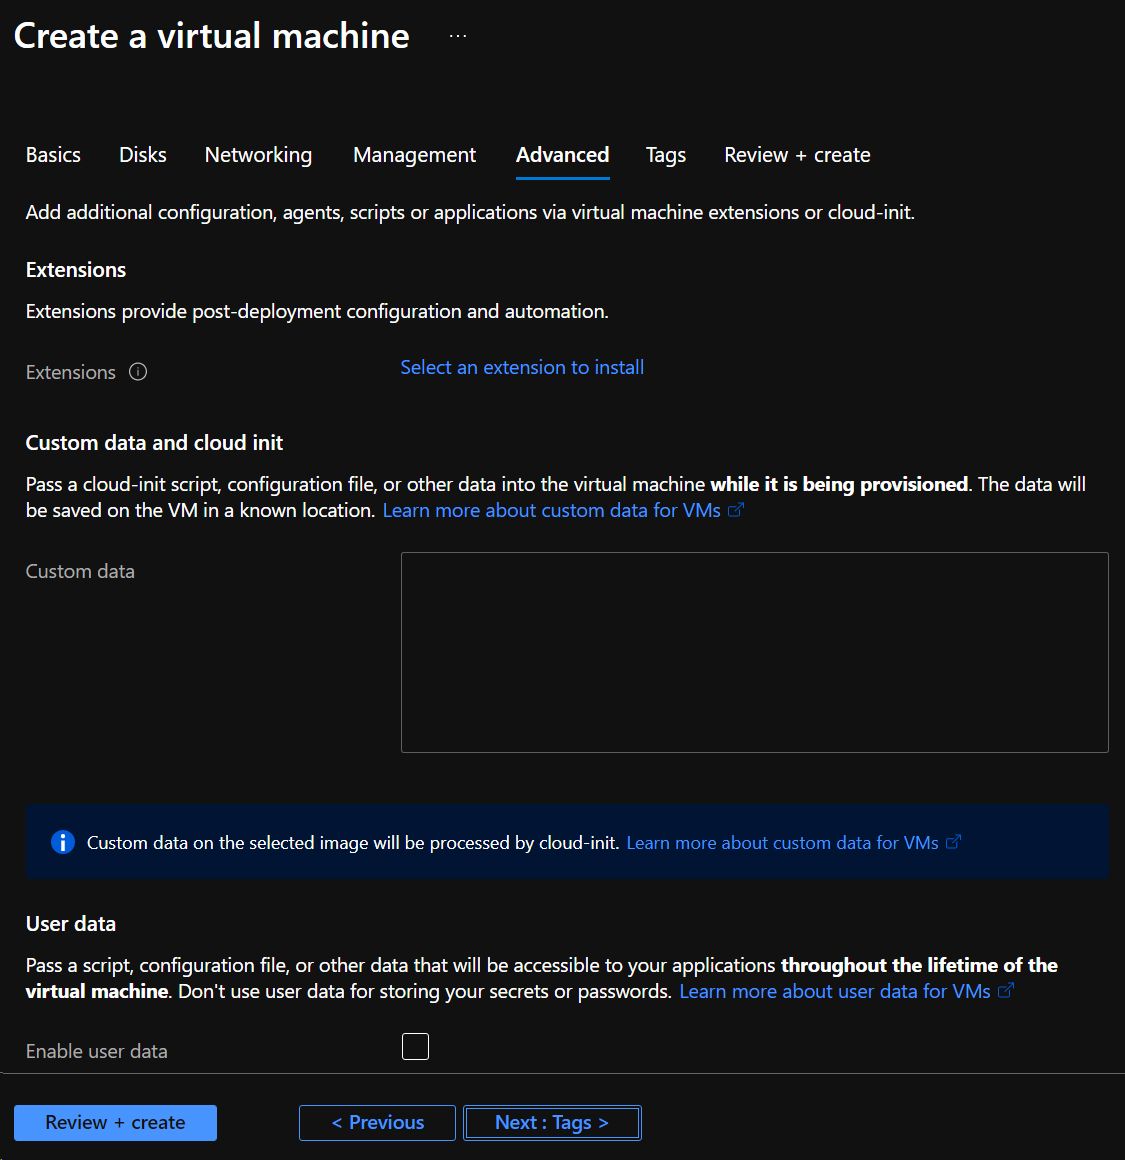 Create a virtual machine ...
Basics Disks Networking Management Advanced Tags Review + create
Add additional configuration, agents, scripts or applications via virtual machine extensions or cloud-init.
Extensions
Extensions provide post-deployment configuration and automation.
Extensions Select an extension to install
Custom data and cloud init
Pass a cloud-init script, configuration file, or other data into the virtual machine while it is being provisioned. The data will
be saved on the VM in a known location. Learn more about custom data for VMs
Custom data
Custom data on the selected image will be processed by cloud-init. Learn more about custom data for VMs
User data
Pass a script, configuration file, or other data that will be accessible to your applications throughout the lifetime of the
virtual machine. Don't use user data for storing your secrets or passwords. Learn more about user data for VMs
Enable user data
Review + create < Previous Next : Tags >